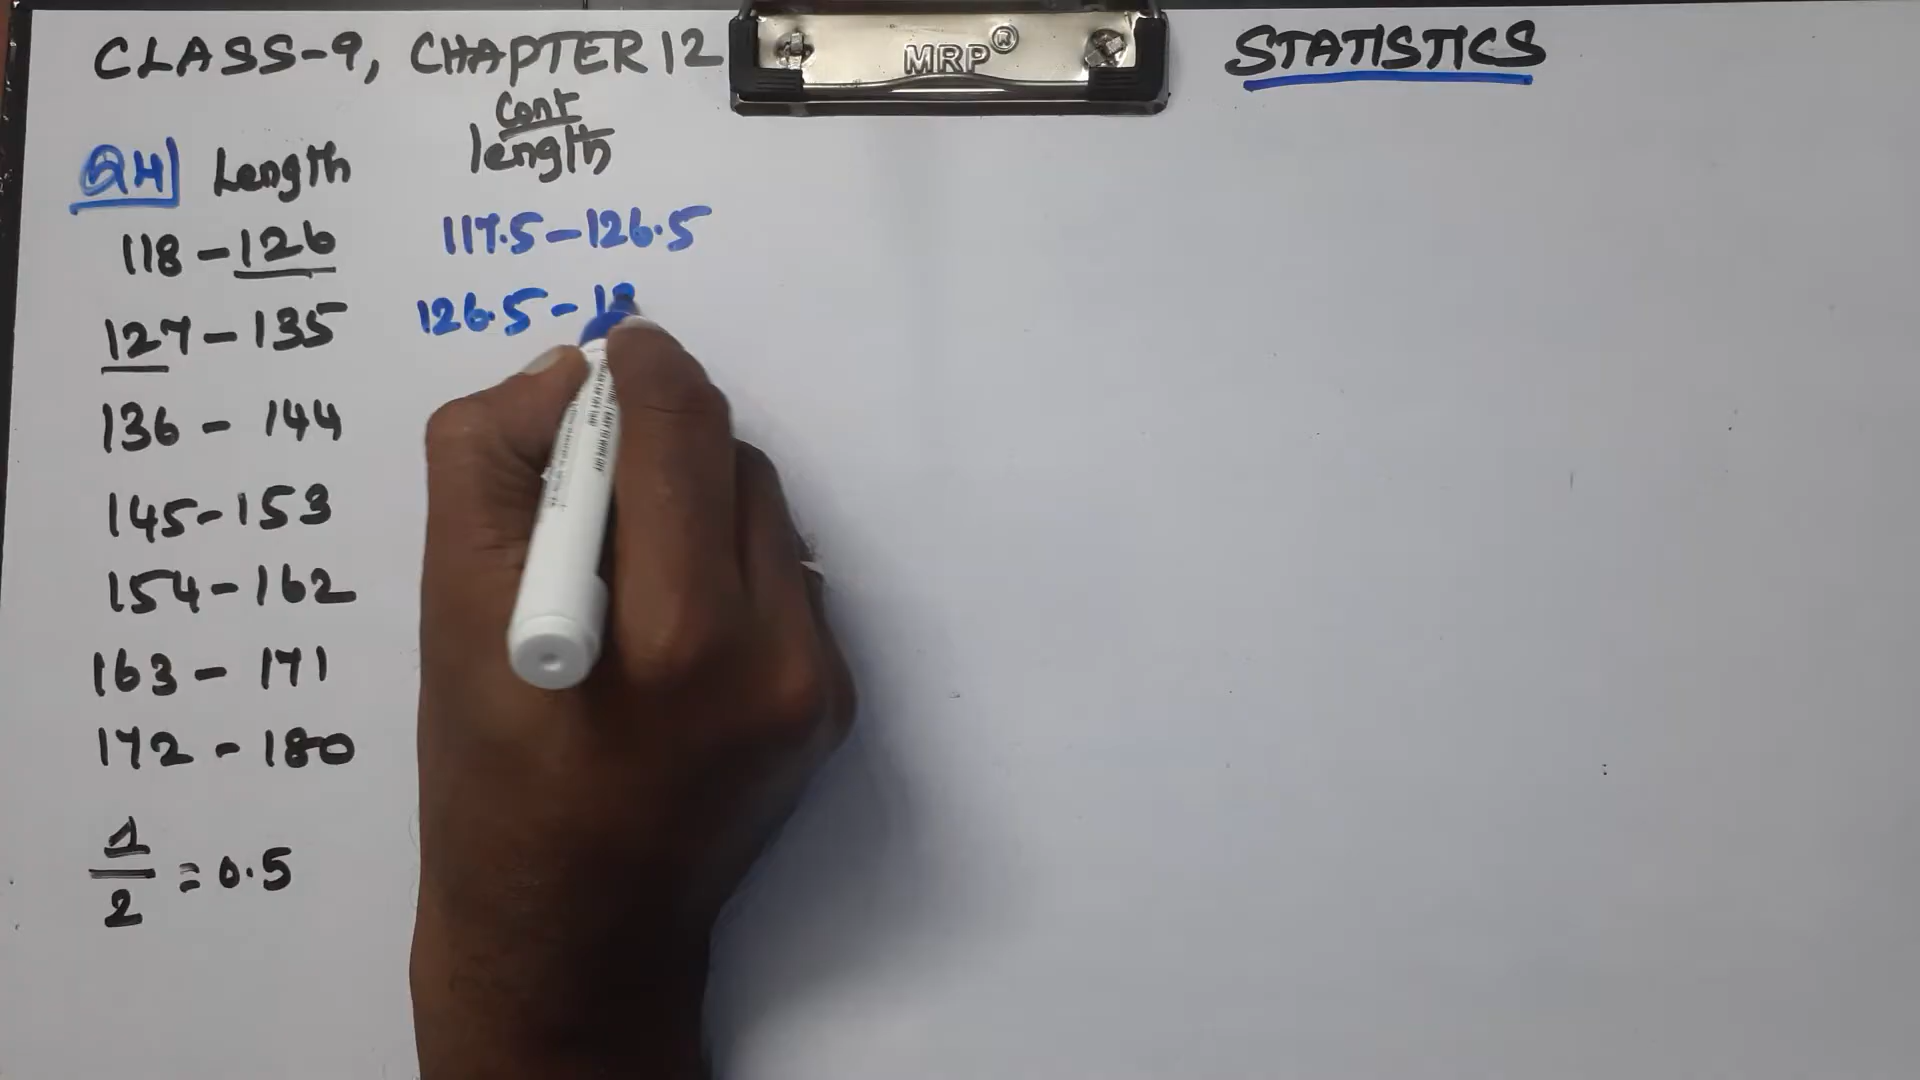 CLASS-9, CHAPTER 12
MRP®
STATISTICS
Q4) Length
cont length
118 - 126
117.5 - 126.5
127 - 135
126.5 -
136 - 144
145 - 153
154 - 162
163 - 171
172 - 180
1/2 = 0.5